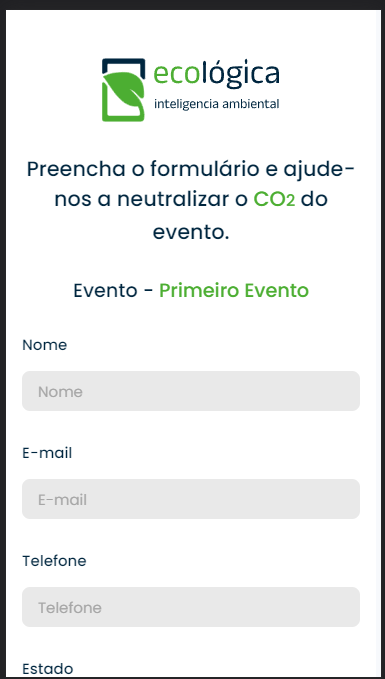 ecológica
inteligencia ambiental
Preencha o formulário e ajude-
nos a neutralizar o CO2 do
evento.
Evento - Primeiro Evento
Nome
Nome
E-mail
E-mail
Telefone
Telefone
Estado